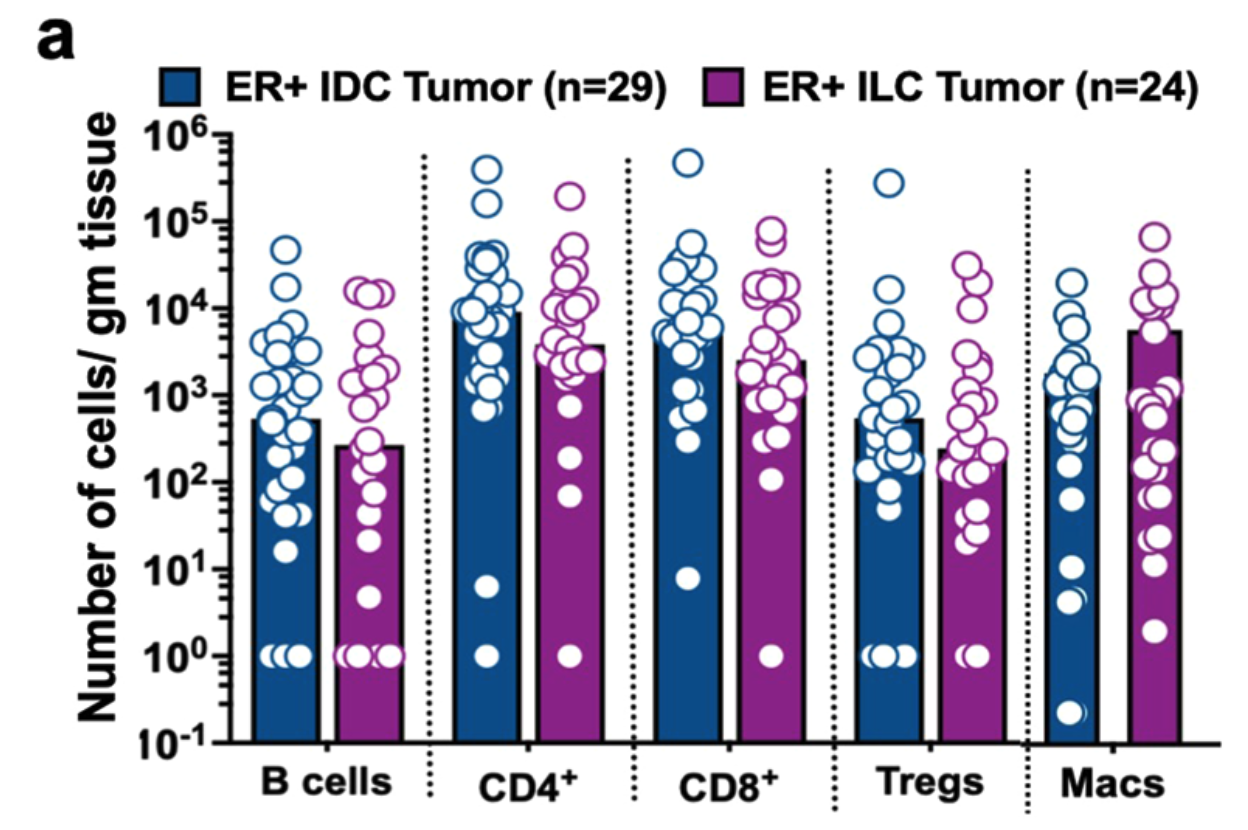 a
ER+ IDC Tumor (n=29) ER+ ILC Tumor (n=24)
Number of cells/ gm tissue
10⁶
10⁵
10⁴
10³
10²
10¹
10⁰
10⁻¹
B cells CD4⁺ CD8⁺ Tregs Macs